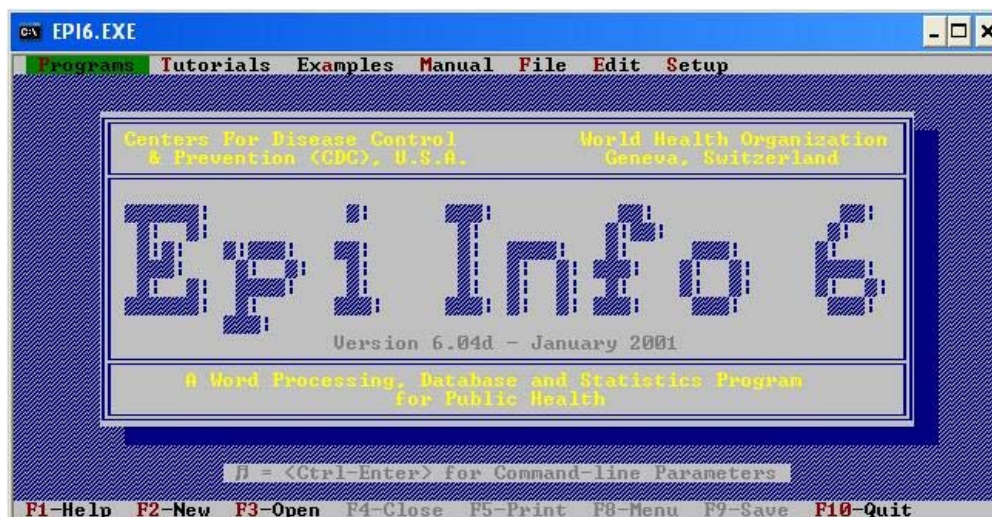 EPI6.EXE
Programs Tutorials Examples Manual File Edit Setup
Centers For Disease Control World Health Organization
& Prevention (CDC), U.S.A. Geneva, Switzerland
Epi Info 6
Version 6.04d - January 2001
A Word Processing, Database and Statistics Program
for Public Health
♬ = <Ctrl-Enter> for Command-line Parameters
F1-Help F2-New F3-Open F4-Close F5-Print F8-Menu F9-Save F10-Quit